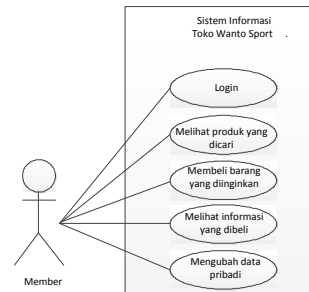 Sistem Informasi
Toko Wanto Sport .
Login
Melihat produk yang
dicari
Membeli barang
yang diinginkan
Melihat informasi
yang dibeli
Mengubah data
pribadi
Member